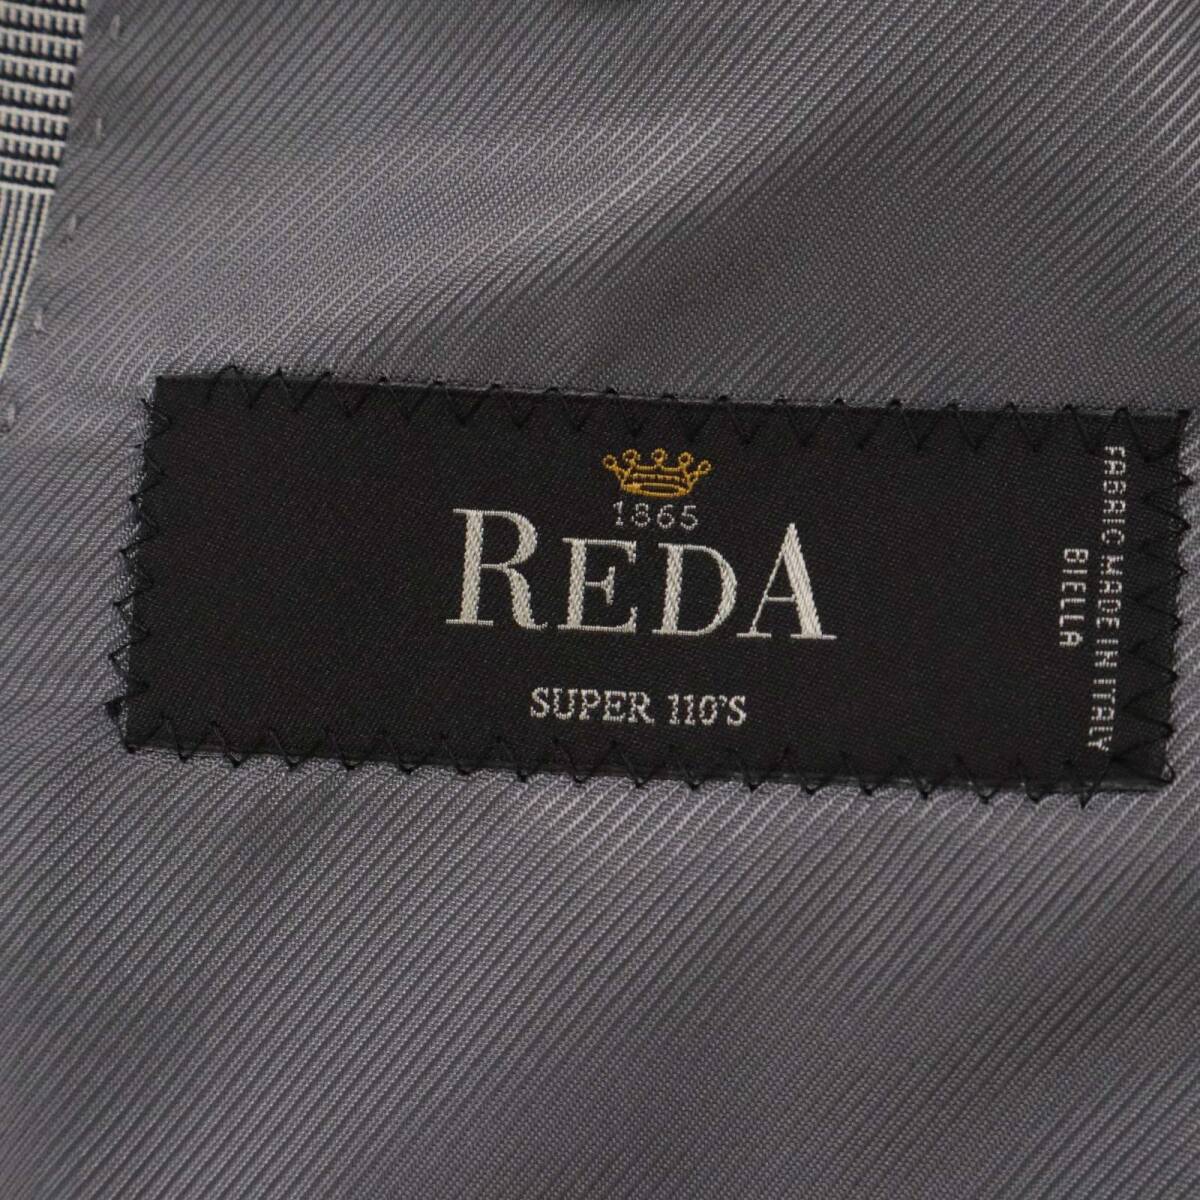 1865
REDA
SUPER 110'S
FABRIC MADE IN ITALY
BIELLA